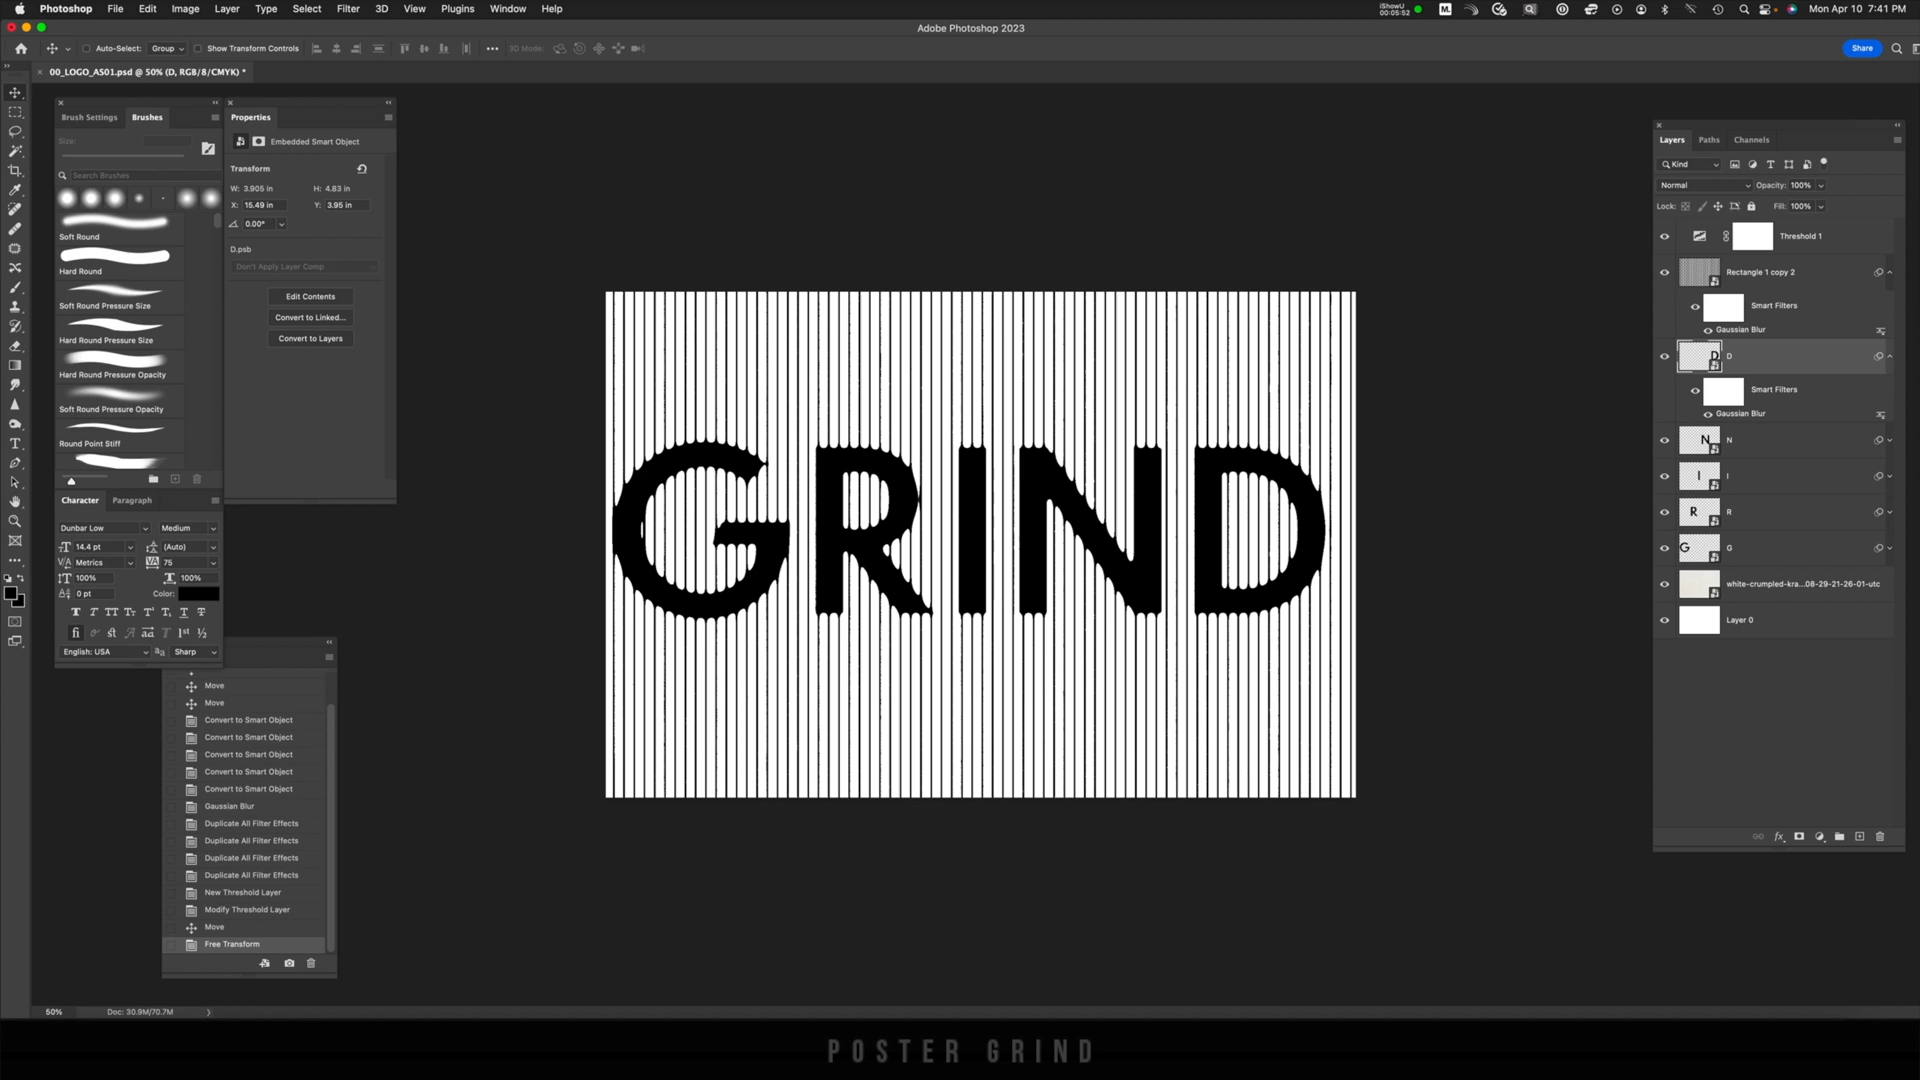 Photoshop File Edit Image Layer Type Select Filter 3D View Plugins Window Help
iShowU
00:05:52
Mon Apr 10 7:41 PM
Adobe Photoshop 2023
Auto-Select: Group Show Transform Controls 3D Mode: Share
00_LOGO_AS01.psd @ 50% (D, RGB/8/CMYK) *
Brush Settings Brushes
Size:
Search Brushes
Soft Round
Hard Round
Soft Round Pressure Size
Hard Round Pressure Size
Hard Round Pressure Opacity
Soft Round Pressure Opacity
Round Point Stiff
Properties
Embedded Smart Object
Transform
W: 3.905 in H: 4.83 in
X: 15.49 in Y: 3.95 in
0.00°
D.psb
Don't Apply Layer Comp
Edit Contents
Convert to Linked...
Convert to Layers
Character Paragraph
Dunbar Low Medium
14.4 pt (Auto)
Metrics 75
100% 100%
0 pt Color:
English: USA Sharp
Move
Move
Convert to Smart Object
Convert to Smart Object
Convert to Smart Object
Convert to Smart Object
Convert to Smart Object
Gaussian Blur
Duplicate All Filter Effects
Duplicate All Filter Effects
Duplicate All Filter Effects
Duplicate All Filter Effects
New Threshold Layer
Modify Threshold Layer
Move
Free Transform
GRIND
Layers Paths Channels
Kind
Normal Opacity: 100%
Lock: Fill: 100%
Threshold 1
Rectangle 1 copy 2
Smart Filters
Gaussian Blur
D D
Smart Filters
Gaussian Blur
N N
I I
R R
G G
white-crumpled-kra...08-29-21-26-01-utc
Layer 0
50% Doc: 30.9M/70.7M
POSTER GRIND